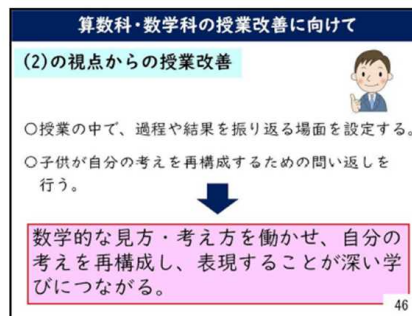 算数科・数学科の授業改善に向けて
(2)の視点からの授業改善
○授業の中で、過程や結果を振り返る場面を設定する。
○子供が自分の考えを再構成するための問い返しを
行う。
数学的な見方・考え方を働かせ、自分の
考えを再構成し、表現することが深い学
びにつながる。
46